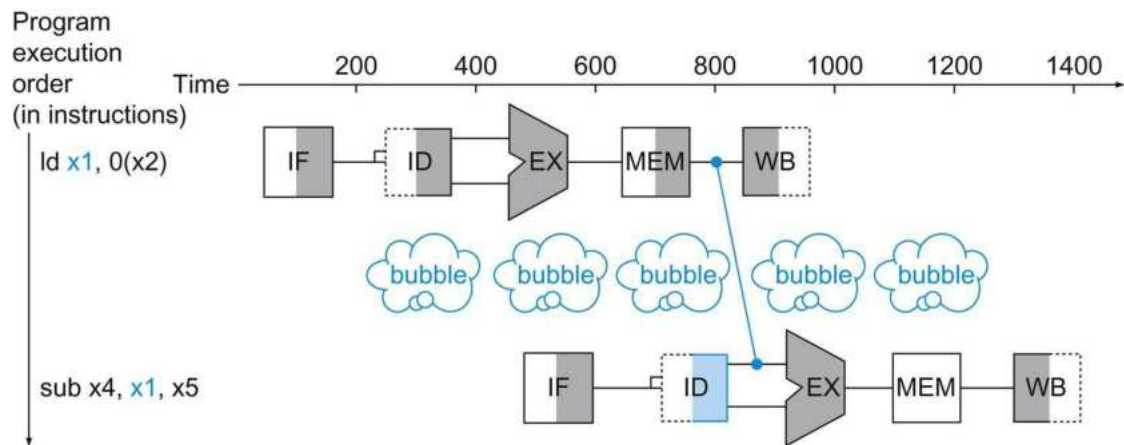 Program
execution
order
(in instructions)
Time
200 400 600 800 1000 1200 1400
ld x1, 0(x2)
IF ID EX MEM WB
bubble bubble bubble bubble bubble
sub x4, x1, x5
IF ID EX MEM WB